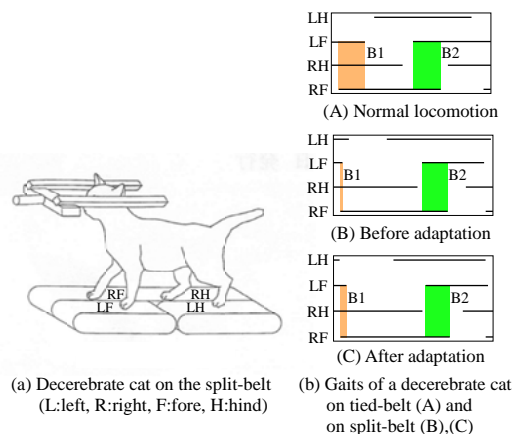 LH
LF
B1
B2
RH
RF
(A) Normal locomotion
LH
LF
B1
B2
RH
RF
(B) Before adaptation
LH
LF
B1
B2
RH
RF
(C) After adaptation
RF
RH
LF
LH
(a) Decerebrate cat on the split-belt
(L:left, R:right, F:fore, H:hind)
(b) Gaits of a decerebrate cat
on tied-belt (A) and
on split-belt (B),(C)